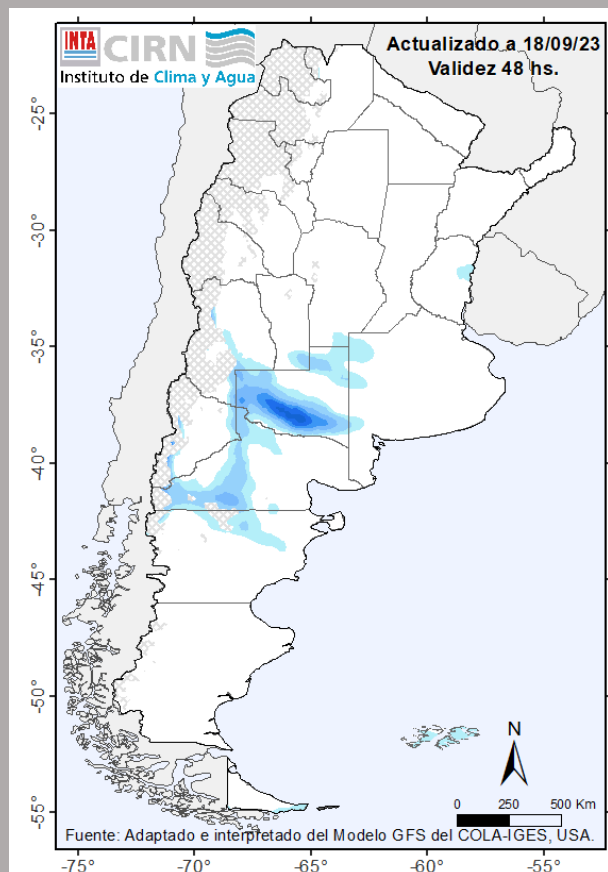 INTA CIRN
Instituto de Clima y Agua
Actualizado a 18/09/23
Validez 48 hs.
-25°
-30°
-35°
-40°
-45°
-50°
-55°
N
0 250 500 Km
Fuente: Adaptado e interpretado del Modelo GFS del COLA-IGES, USA.
-75° -70° -65° -60° -55°